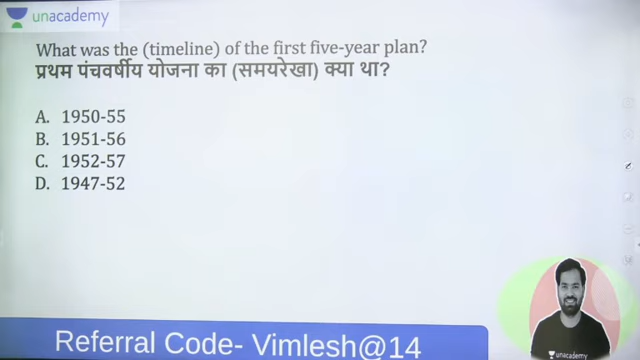 unacademy
What was the (timeline) of the first five-year plan?
प्रथम पंचवर्षीय योजना का (समयरेखा) क्या था?
A. 1950-55
B. 1951-56
C. 1952-57
D. 1947-52
unacademy
Referral Code- Vimlesh@14